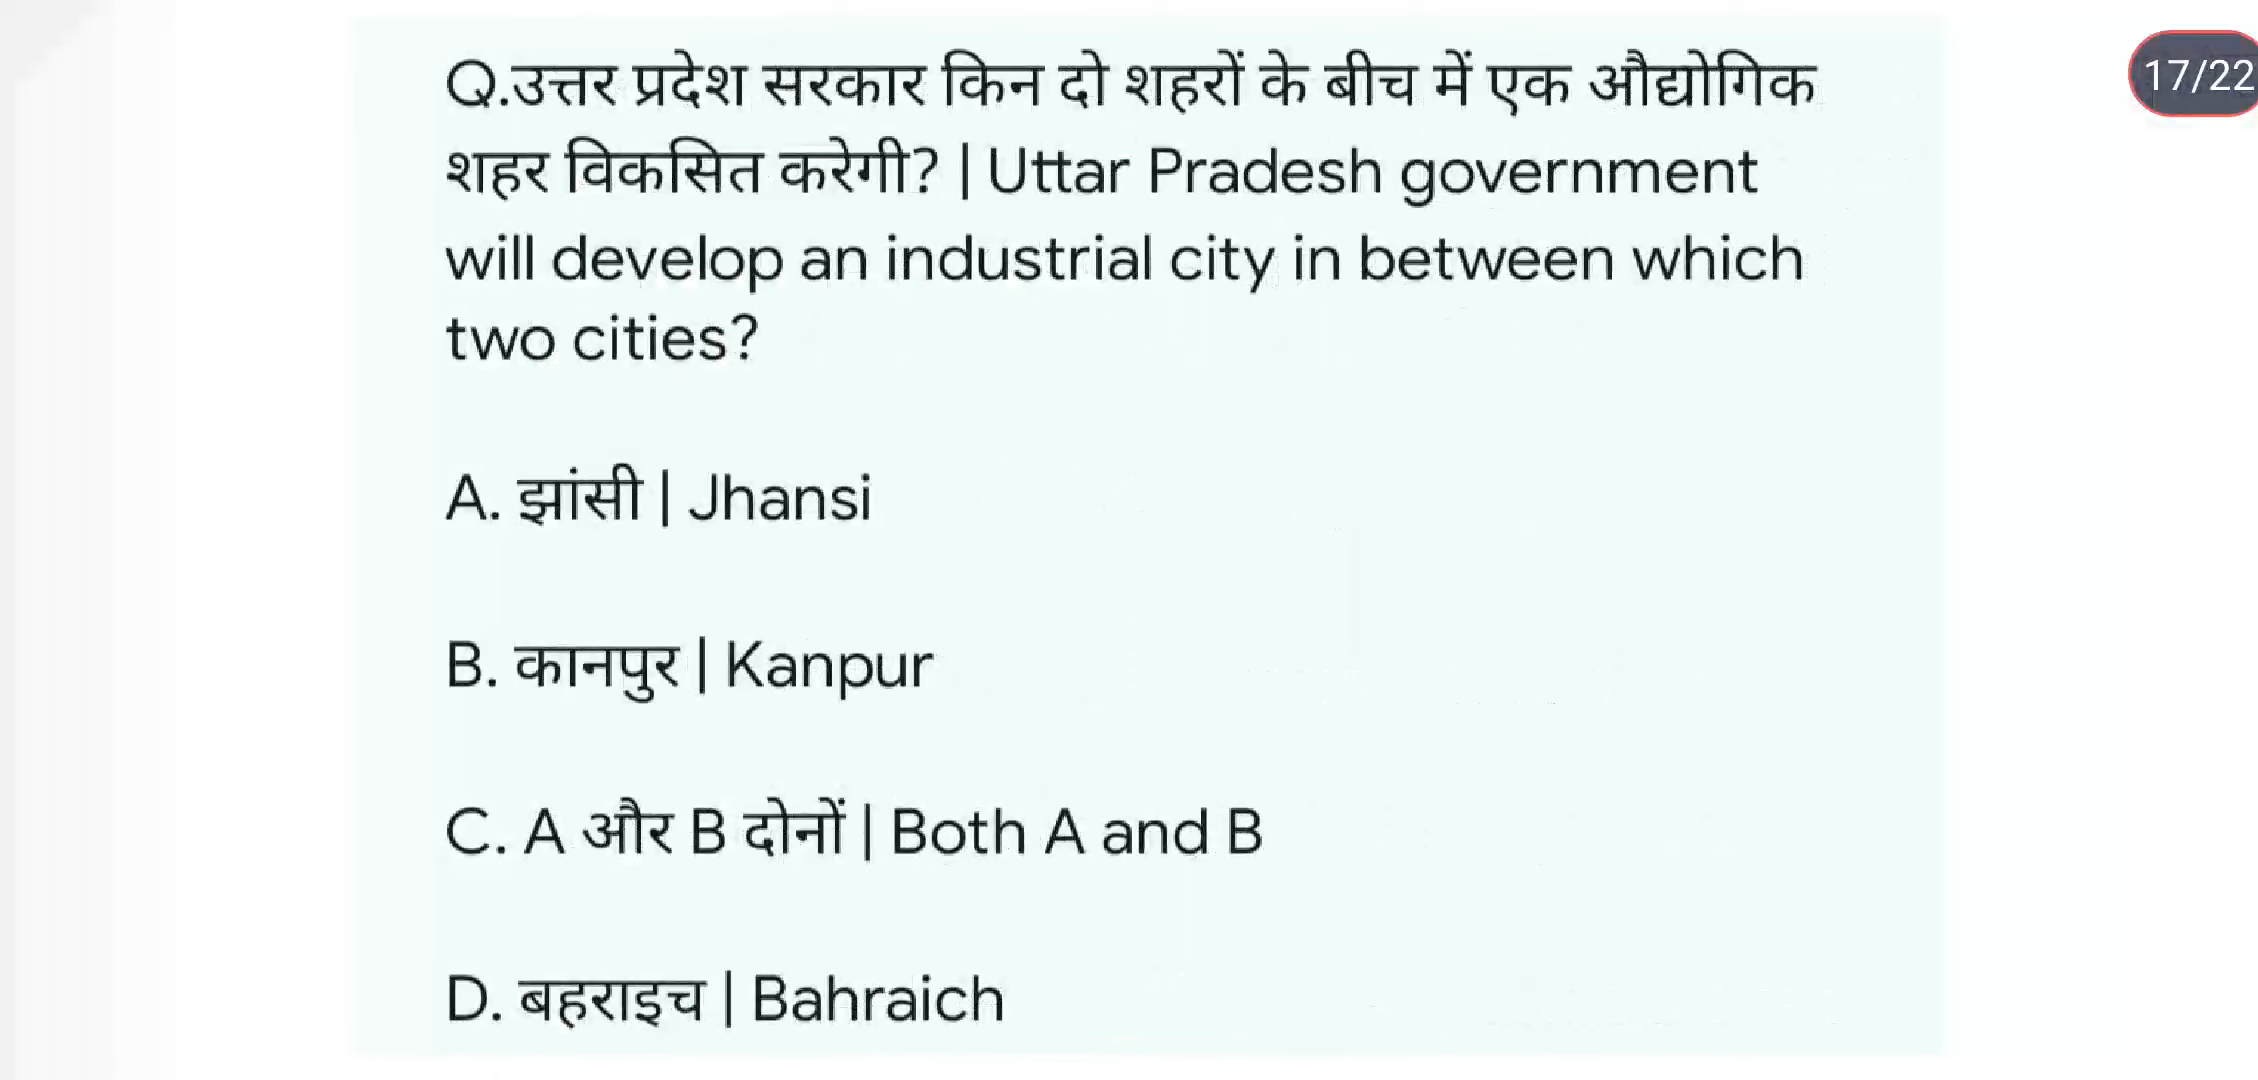 Q.उत्तर प्रदेश सरकार किन दो शहरों के बीच में एक औद्योगिक
17/22
शहर विकसित करेगी? | Uttar Pradesh government
will develop an industrial city in between which
two cities?
A. झांसी | Jhansi
B. कानपुर | Kanpur
C. A और B दोनों | Both A and B
D. बहराइच | Bahraich